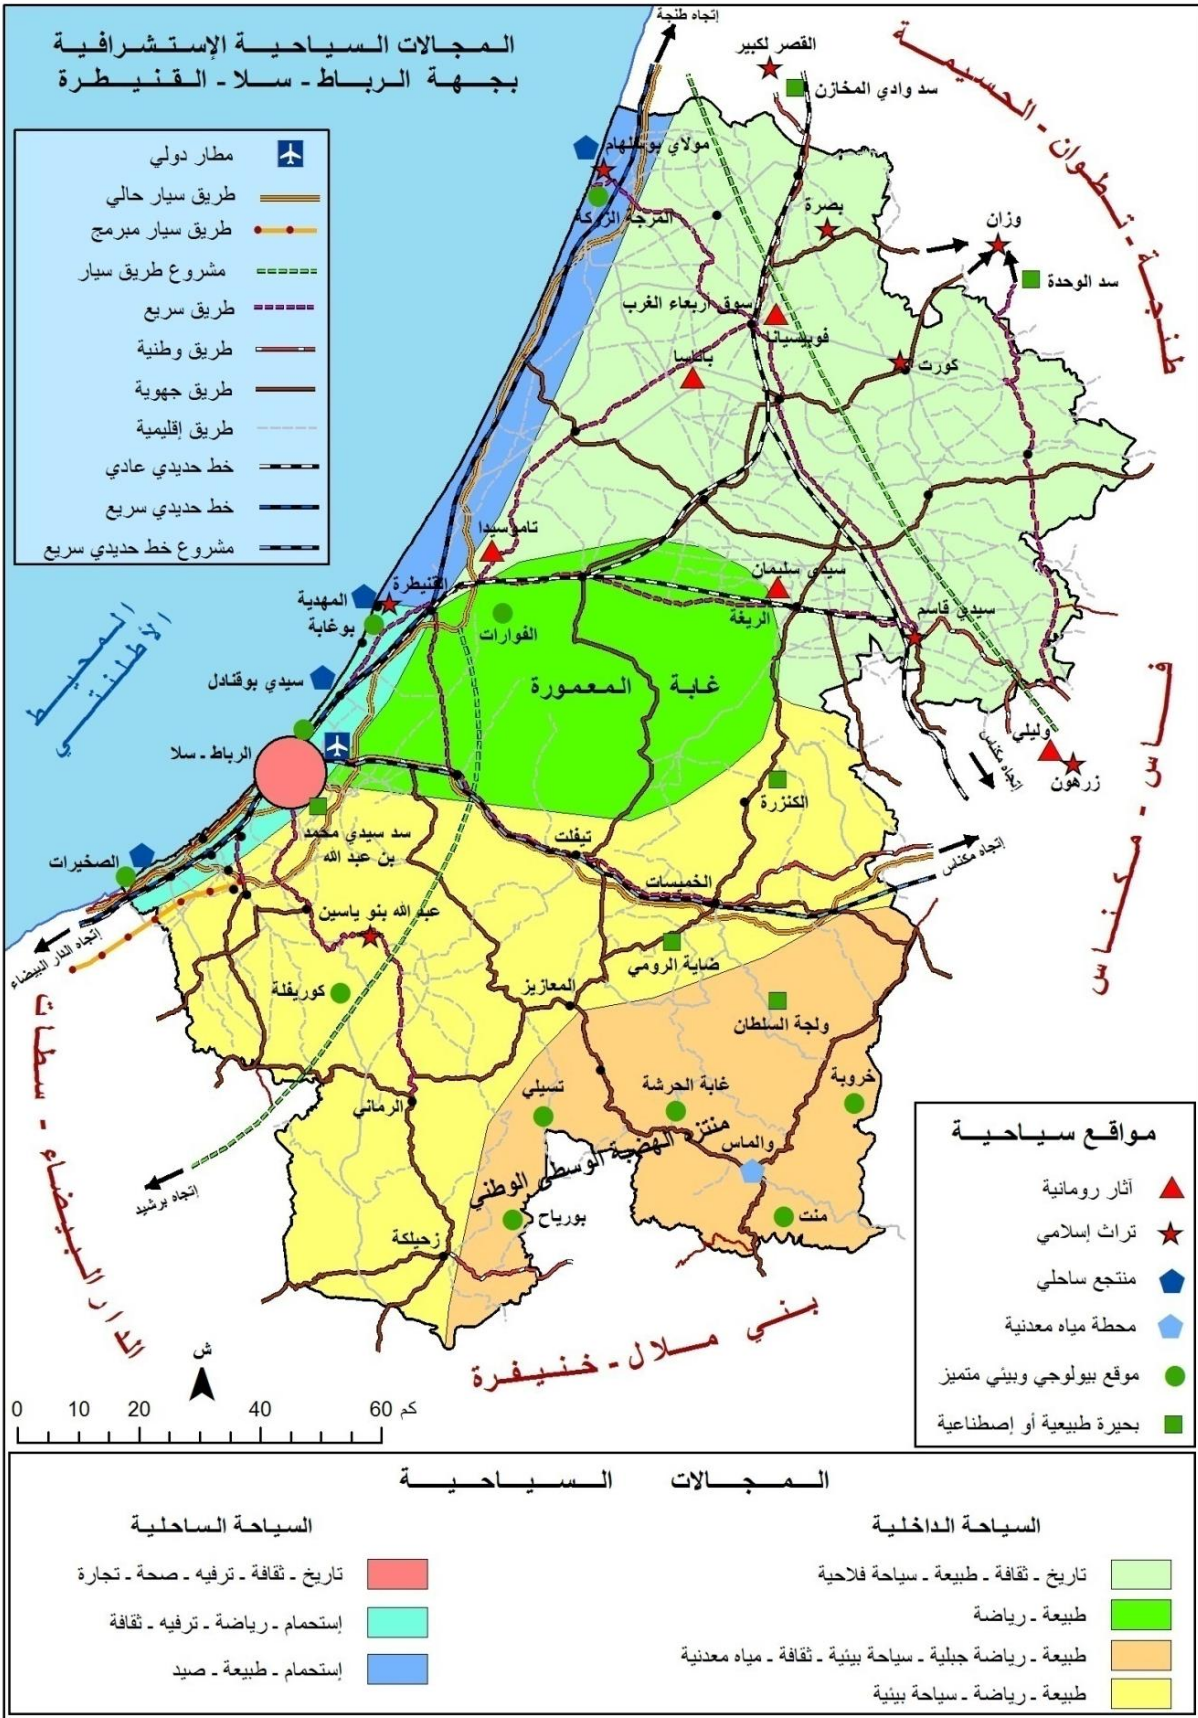 المجالات السياحية الإستشرافية
بجهة الرباط - سلا - القنيطرة
مطار دولي
طريق سيار حالي
طريق سيار مبرمج
مشروع طريق سيار
طريق سريع
طريق وطنية
طريق جهوية
طريق إقليمية
خط حديدي عادي
خط حديدي سريع
مشروع خط حديدي سريع
إتجاه طنجة
القصر لكبير
سد وادي المخازن
طنجة - تطوان - الحسيمة
مولاي بوسلهام
المرجة الزرقة
بصرة
وزان
سد الوحدة
سوق أربعاء الغرب
فوبيسيانا
باناسا
كورت
تاموسيدا
سيدي سليمان
القنيطرة
المهدية
بوغابة
الفوارات
الريغة
سيدي قاسم
المحيط
الأطلنتي
سيدي بوقنادل
غابة المعمورة
فاس - مكناس
وليلي
زرهون
إتجاه مكناس
الرباط - سلا
الكنزرة
سد سيدي محمد
بن عبد الله
تيفلت
إتجاه مكناس
الصخيرات
الخميسات
عبد الله بنو ياسين
إتجاه الدار البيضاء
ضاية الرومي
المعازيز
كوريفلة
ولجة السلطان
الدار البيضاء - سطات
تسيلي
غابة الحرشة
خروبة
الرماني
منتزه الهضبة الوسطى الوطني
والماس
إتجاه برشيد
بورياح
منت
زحيلكة
بني ملال - خنيفرة
مواقع سياحية
آثار رومانية
تراث إسلامي
منتجع ساحلي
محطة مياه معدنية
موقع بيولوجي وبيئي متميز
بحيرة طبيعية أو إصطناعية
ش
0 10 20 40 60 كم
المجالات السياحية
السياحة الداخلية
تاريخ - ثقافة - طبيعة - سياحة فلاحية
طبيعة - رياضة
طبيعة - رياضة جبلية - سياحة بيئية - ثقافة - مياه معدنية
طبيعة - رياضة - سياحة بيئية
السياحة الساحلية
تاريخ - ثقافة - ترفيه - صحة - تجارة
إستحمام - رياضة - ترفيه - ثقافة
إستحمام - طبيعة - صيد